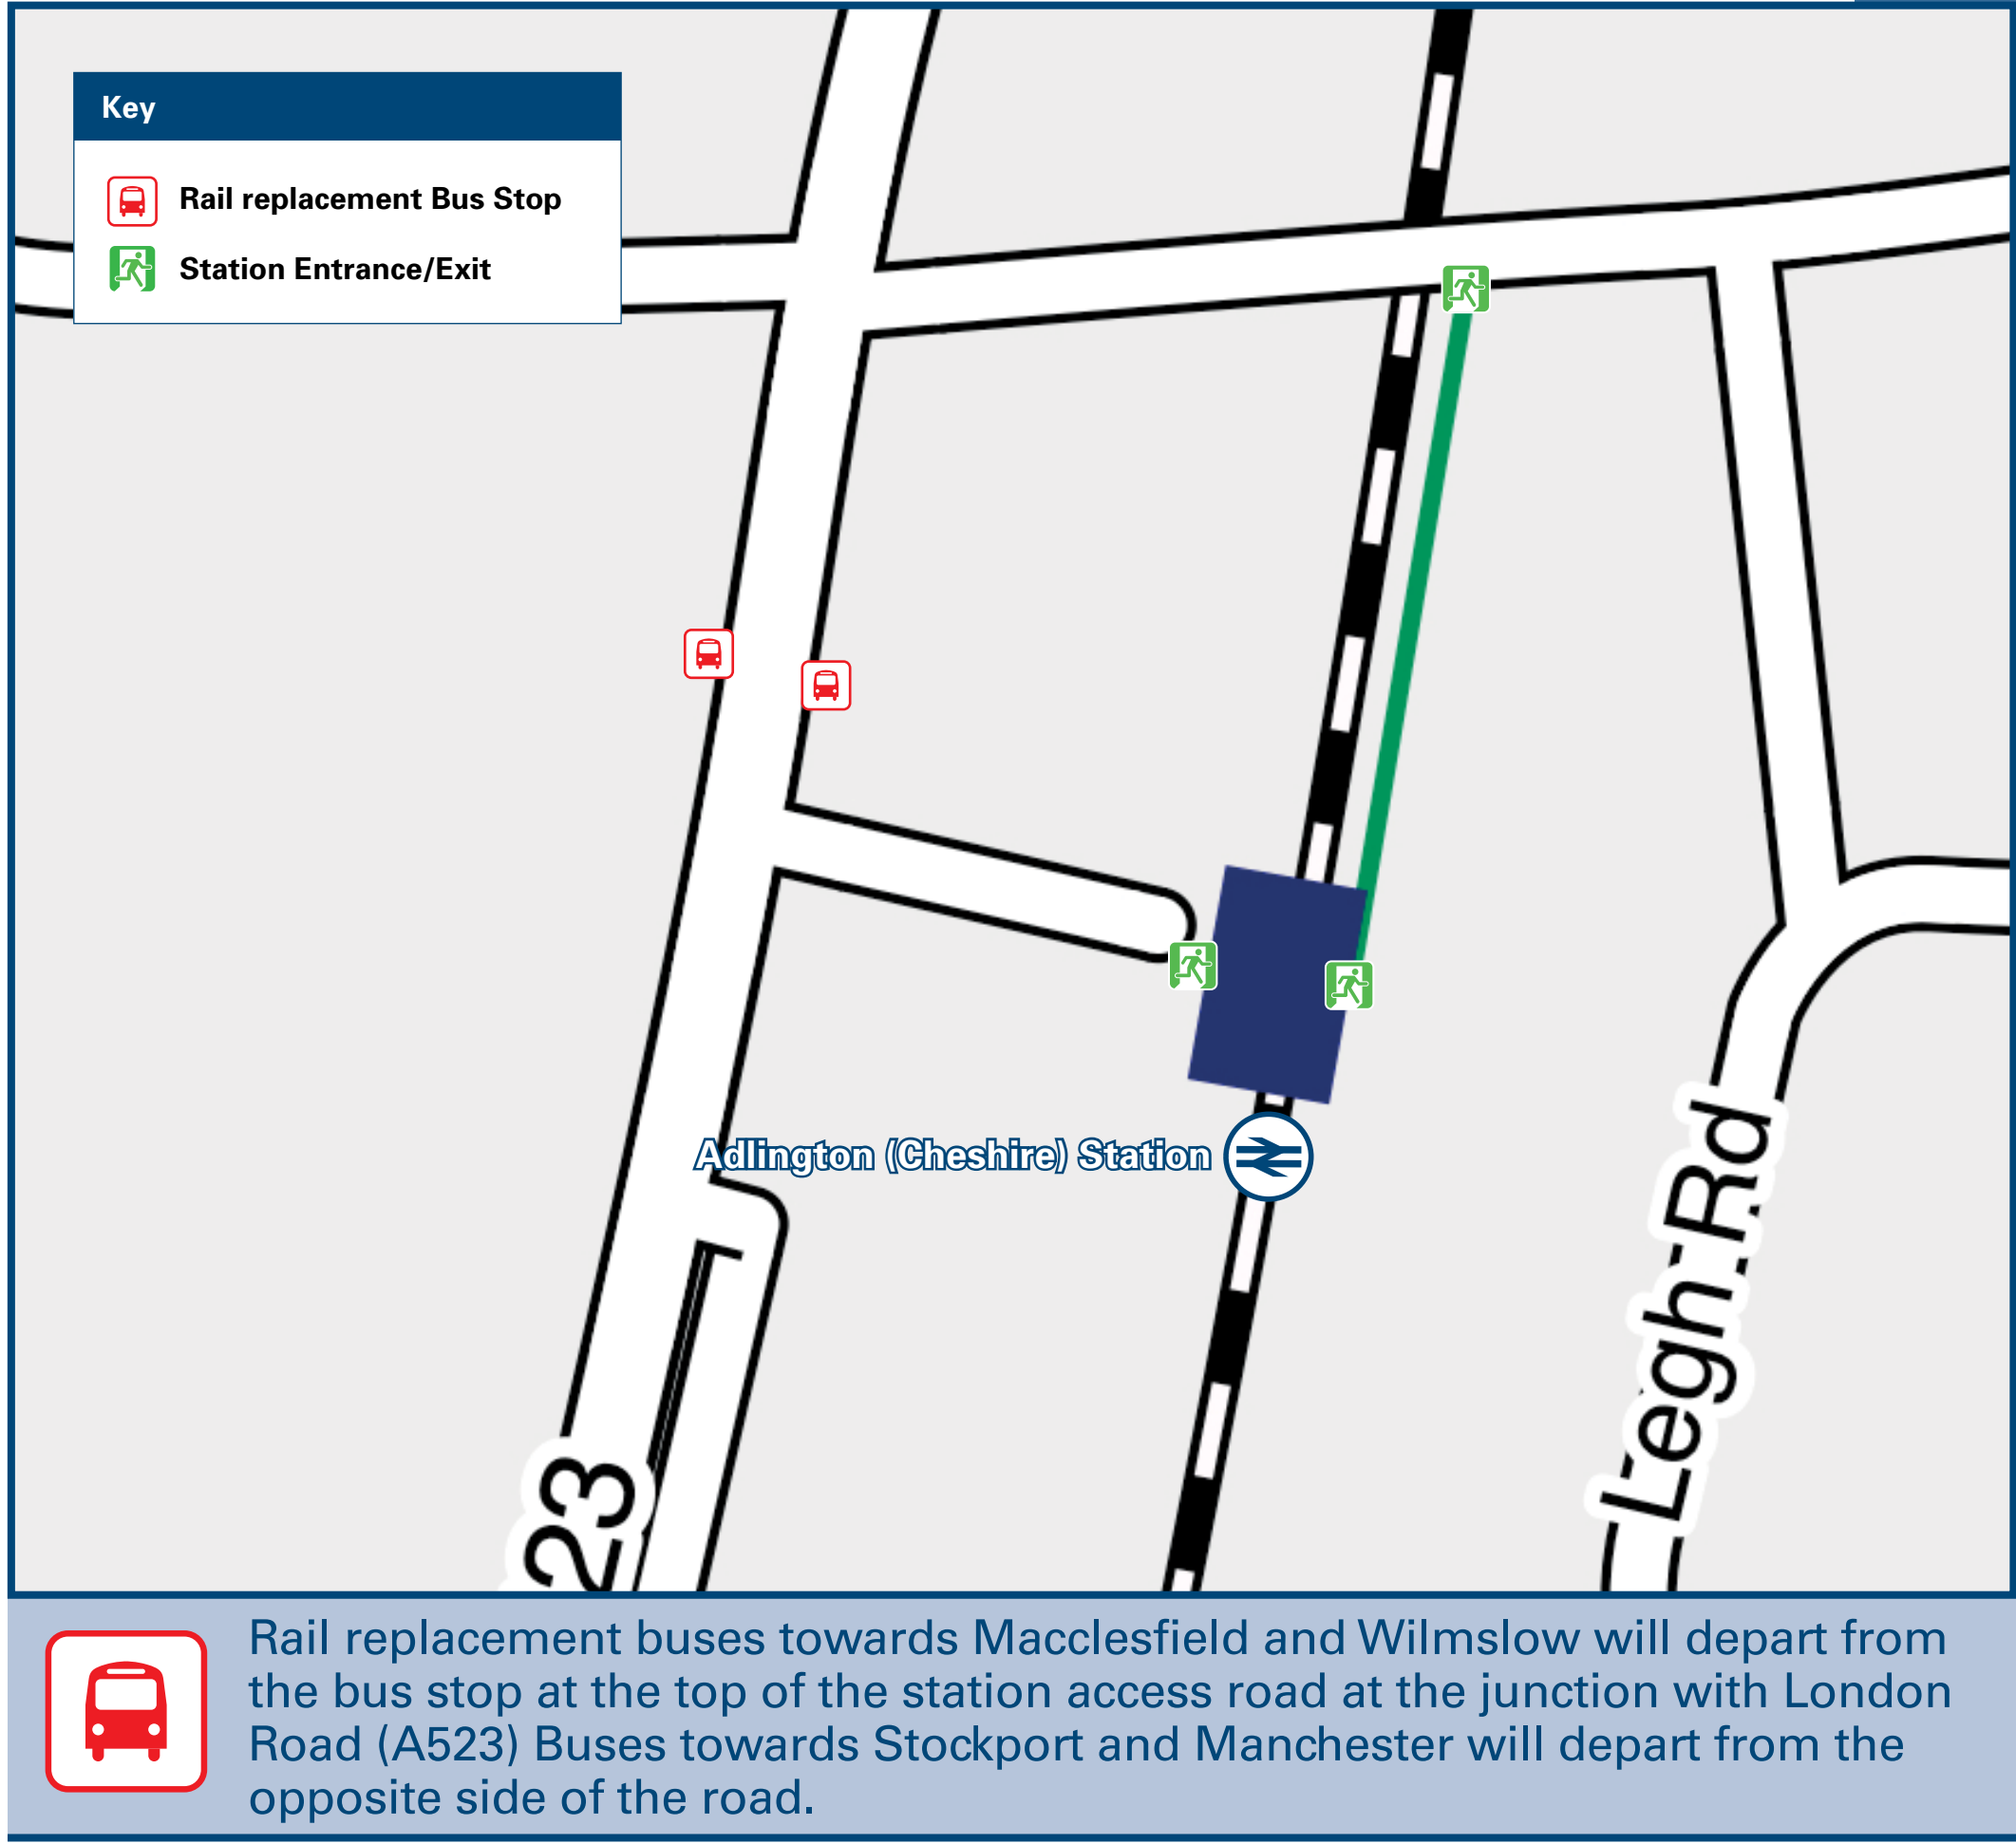 Key
Rail replacement Bus Stop
Station Entrance/Exit
Adlington (Cheshire) Station
Legh Rd
23
Rail replacement buses towards Macclesfield and Wilmslow will depart from
the bus stop at the top of the station access road at the junction with London
Road (A523) Buses towards Stockport and Manchester will depart from the
opposite side of the road.